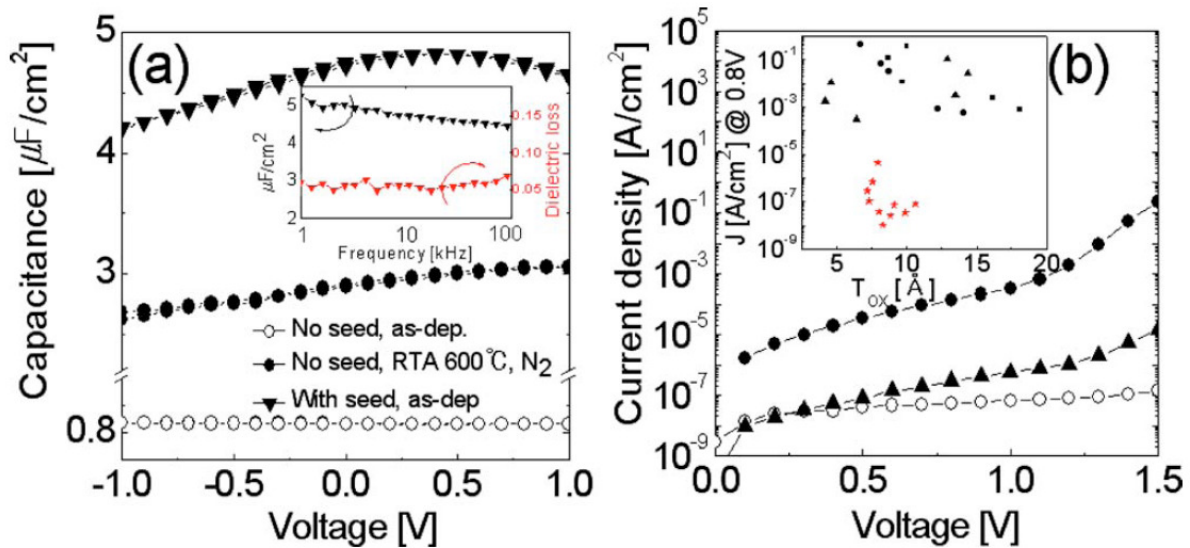 (a)
Capacitance [μF/cm²]
5
4
3
0.8
-1.0
-0.5
0.0
0.5
1.0
Voltage [V]
μF/cm²
5
4
3
2
0.15
0.10
0.05
Dielectric loss
1
10
100
Frequency [kHz]
No seed, as-dep.
No seed, RTA 600℃, N₂
With seed, as-dep
(b)
Current density [A/cm²]
10⁵
10³
10¹
10⁻¹
10⁻³
10⁻⁵
10⁻⁷
10⁻⁹
0.0
0.5
1.0
1.5
Voltage [V]
J [A/cm²] @ 0.8V
10⁻¹
10⁻³
10⁻⁵
10⁻⁷
10⁻⁹
5
10
15
20
T_OX [Å]